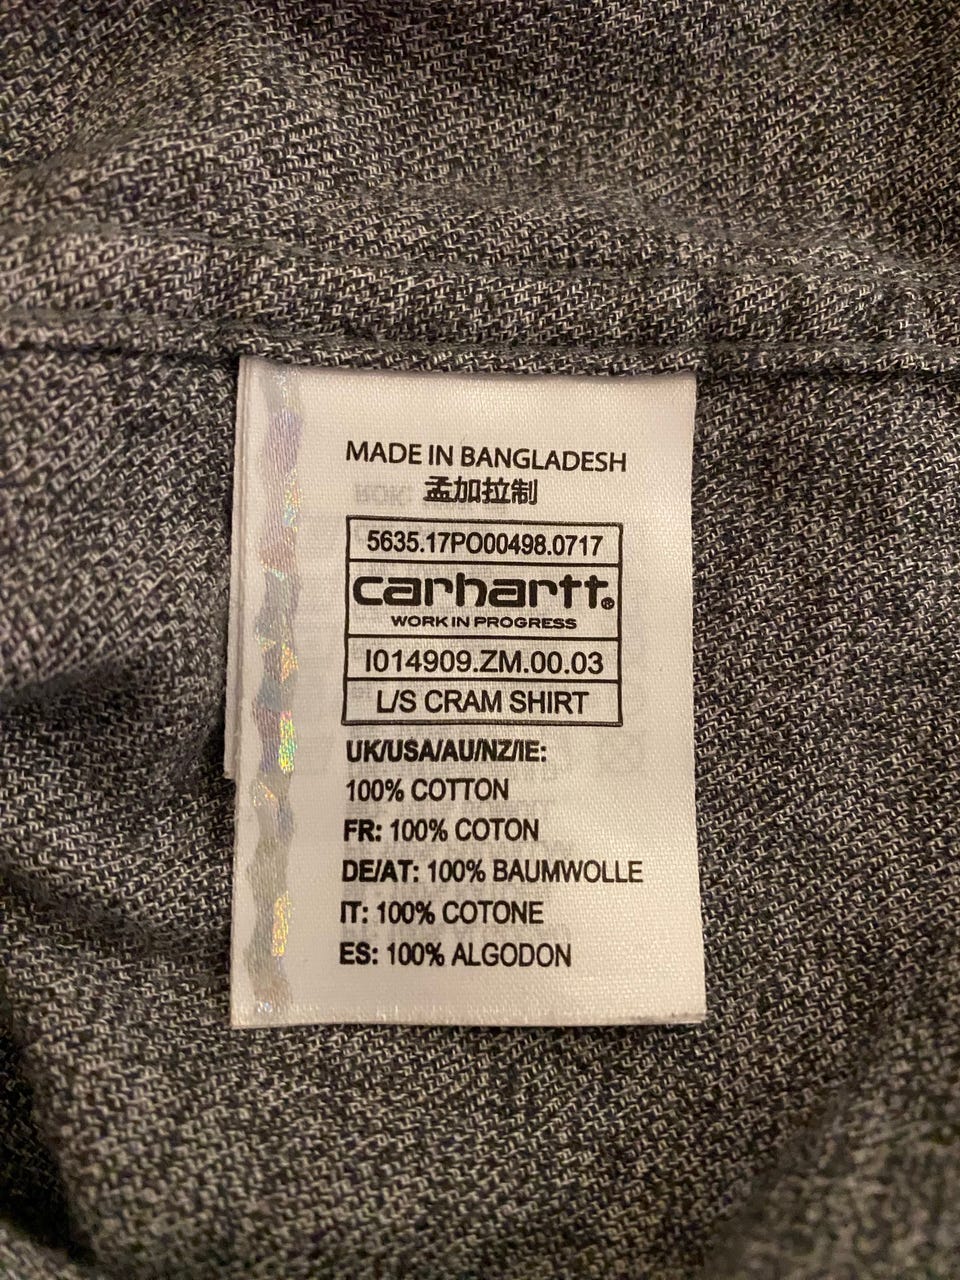 MADE IN BANGLADESH
孟加拉制
5635.17PO00498.0717
carhartt®
WORK IN PROGRESS
I014909.ZM.00.03
L/S CRAM SHIRT
UK/USA/AU/NZ/IE:
100% COTTON
FR: 100% COTON
DE/AT: 100% BAUMWOLLE
IT: 100% COTONE
ES: 100% ALGODON